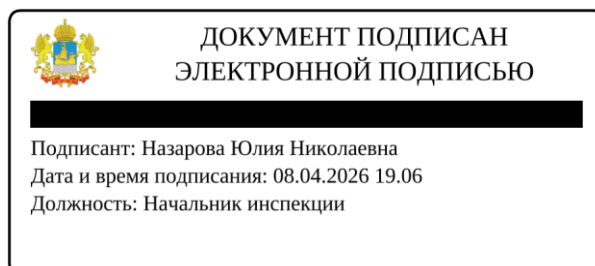 ДОКУМЕНТ ПОДПИСАН
ЭЛЕКТРОННОЙ ПОДПИСЬЮ
Подписант: Назарова Юлия Николаевна
Дата и время подписания: 08.04.2026 19.06
Должность: Начальник инспекции